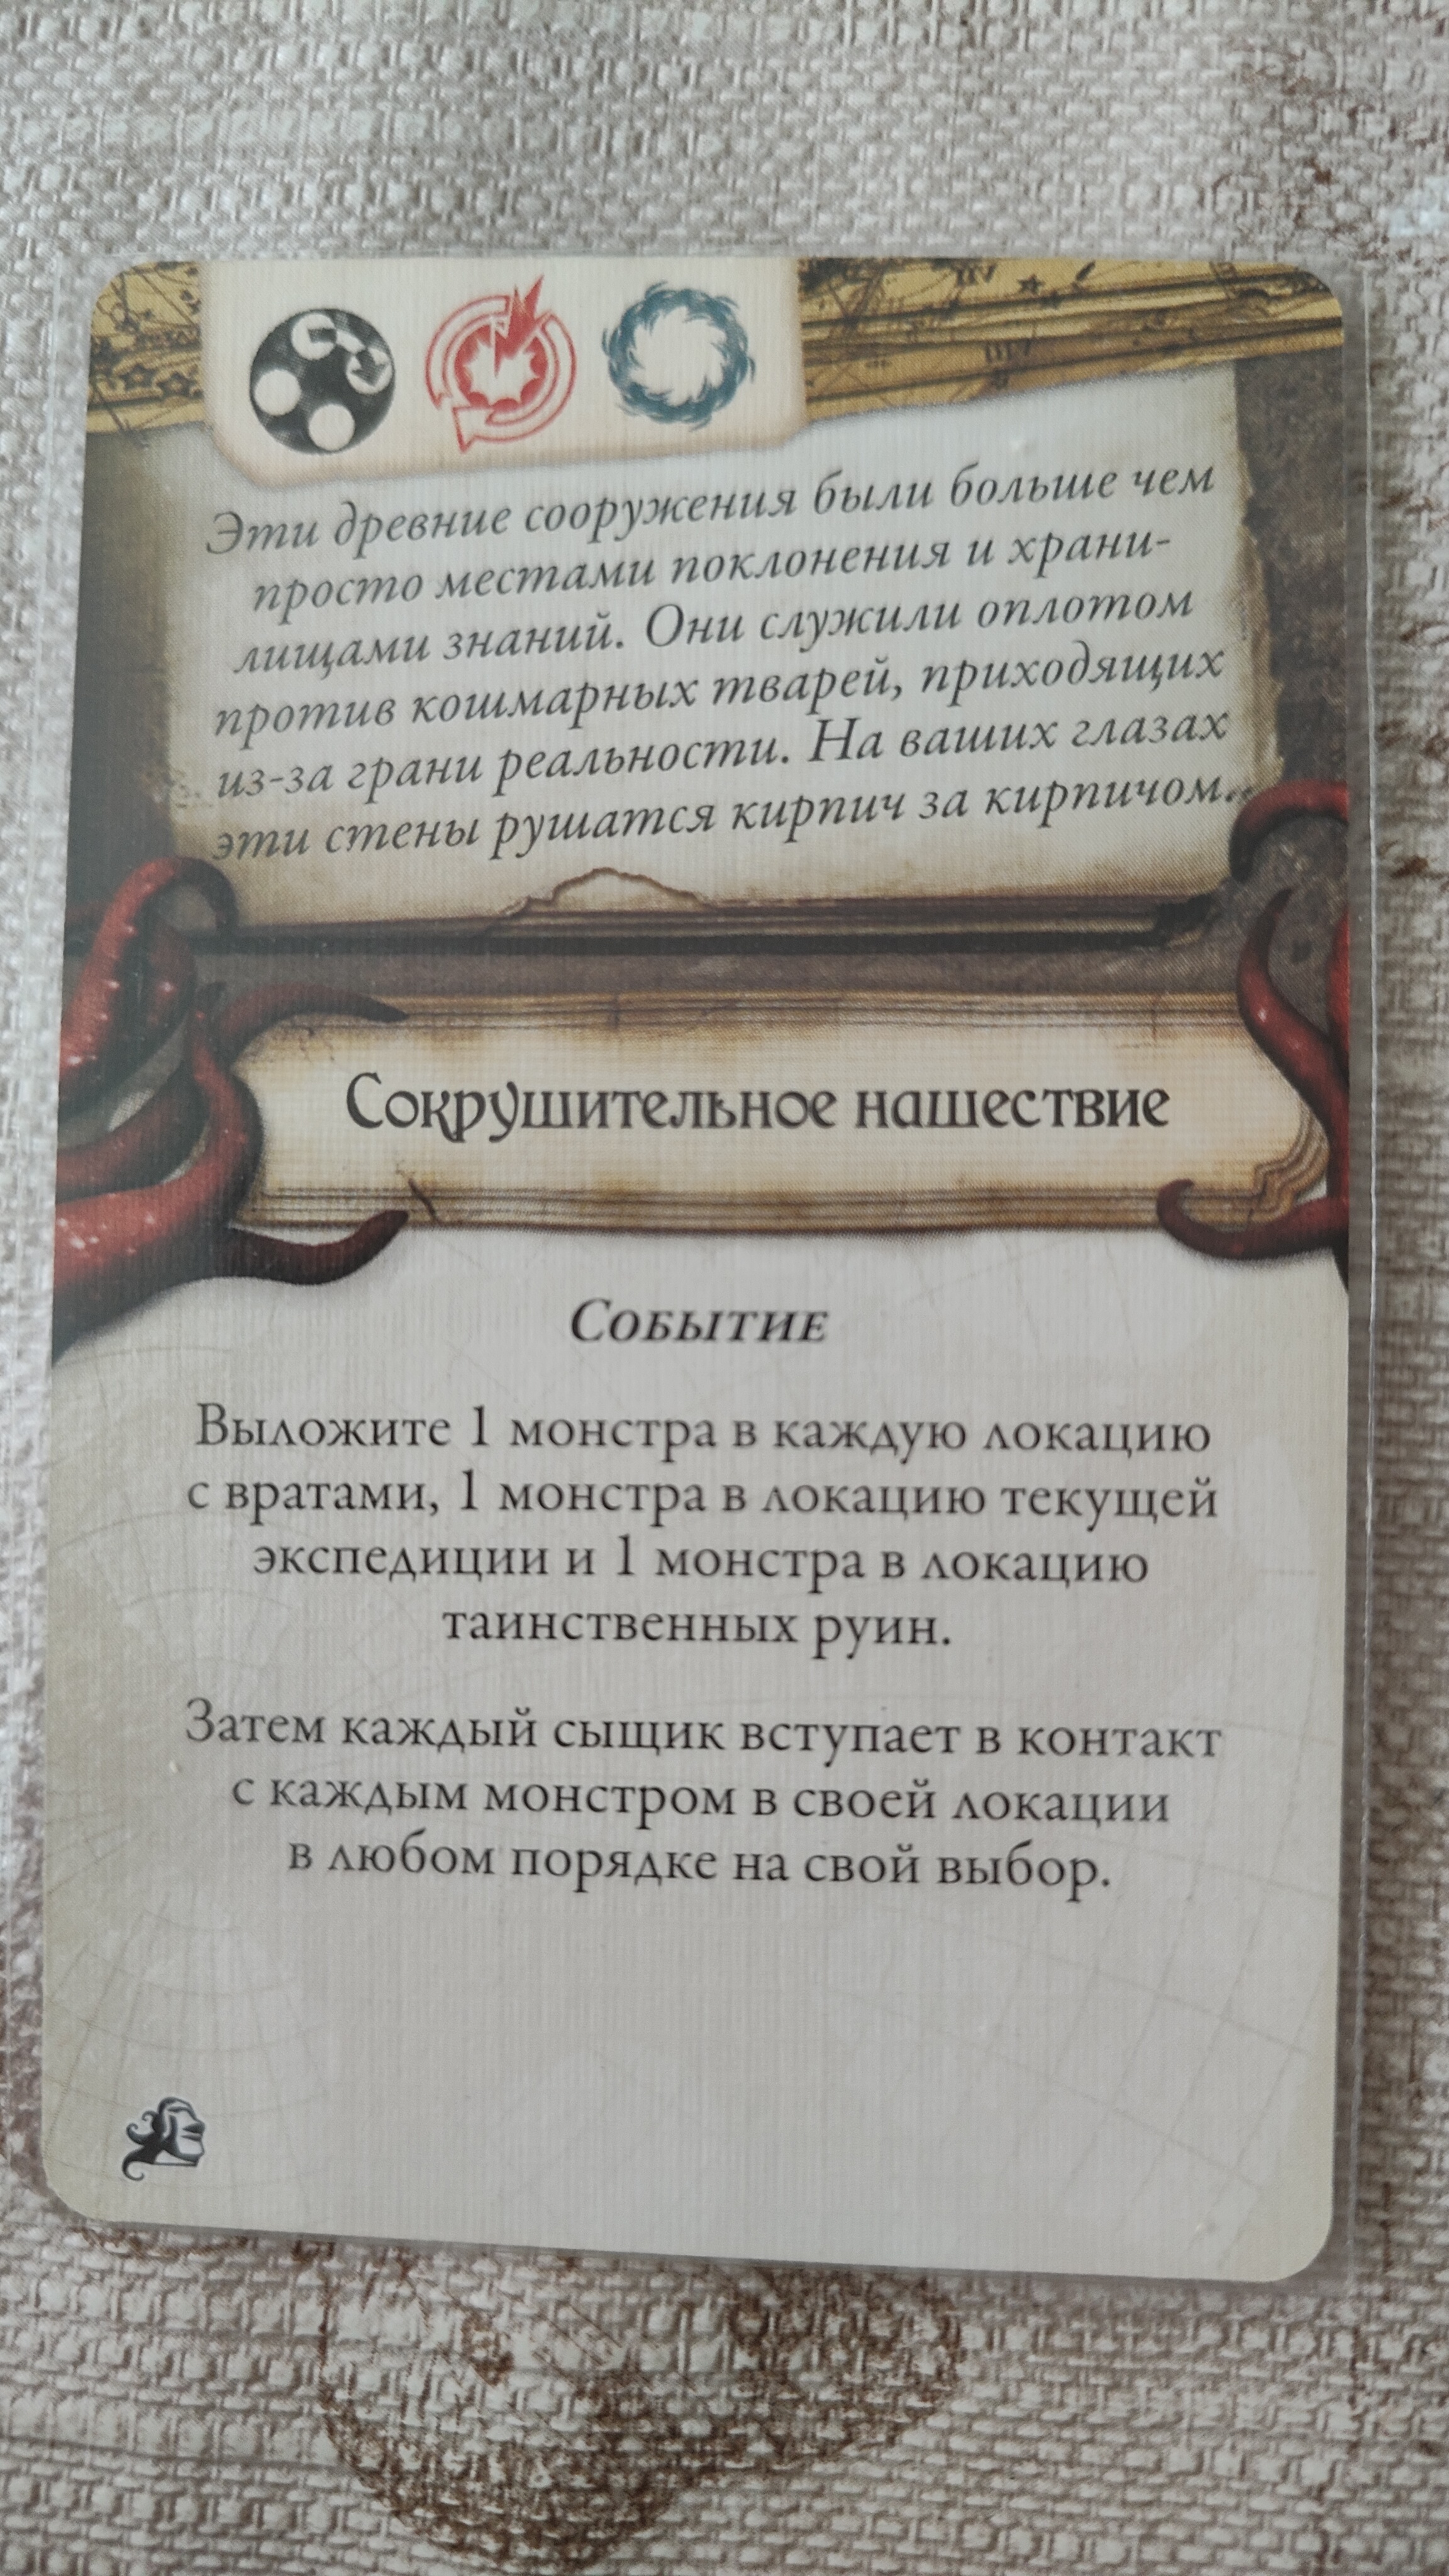 Эти древние сооружения были больше чем
просто местами поклонения и храни-
лищами знаний. Они служили оплотом
против кошмарных тварей, приходящих
из-за грани реальности. На ваших глазах
эти стены рушатся кирпич за кирпичом...
Сокрушительное нашествие
Событие
Выложите 1 монстра в каждую локацию
с вратами, 1 монстра в локацию текущей
экспедиции и 1 монстра в локацию
таинственных руин.
Затем каждый сыщик вступает в контакт
с каждым монстром в своей локации
в любом порядке на свой выбор.